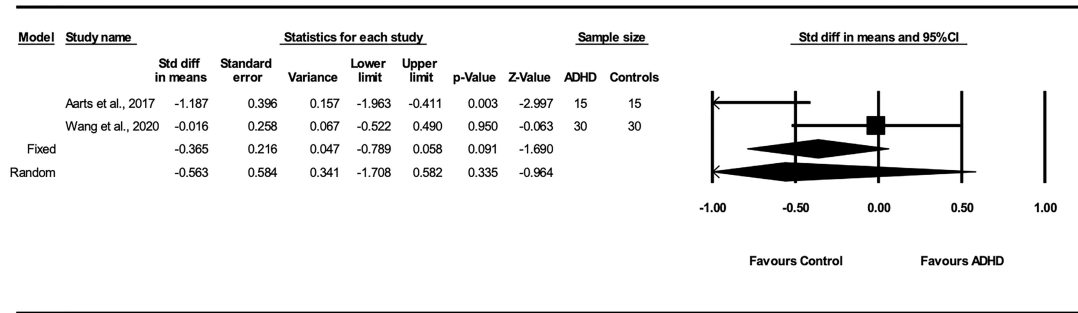 Model Study name Statistics for each study Sample size Std diff in means and 95%CI
Std diff Standard Lower Upper
in means error Variance limit limit p-Value Z-Value ADHD Controls
Aarts et al., 2017 -1.187 0.396 0.157 -1.963 -0.411 0.003 -2.997 15 15
Wang et al., 2020 -0.016 0.258 0.067 -0.522 0.490 0.950 -0.063 30 30
Fixed -0.365 0.216 0.047 -0.789 0.058 0.091 -1.690
Random -0.563 0.584 0.341 -1.708 0.582 0.335 -0.964
-1.00 -0.50 0.00 0.50 1.00
Favours Control Favours ADHD